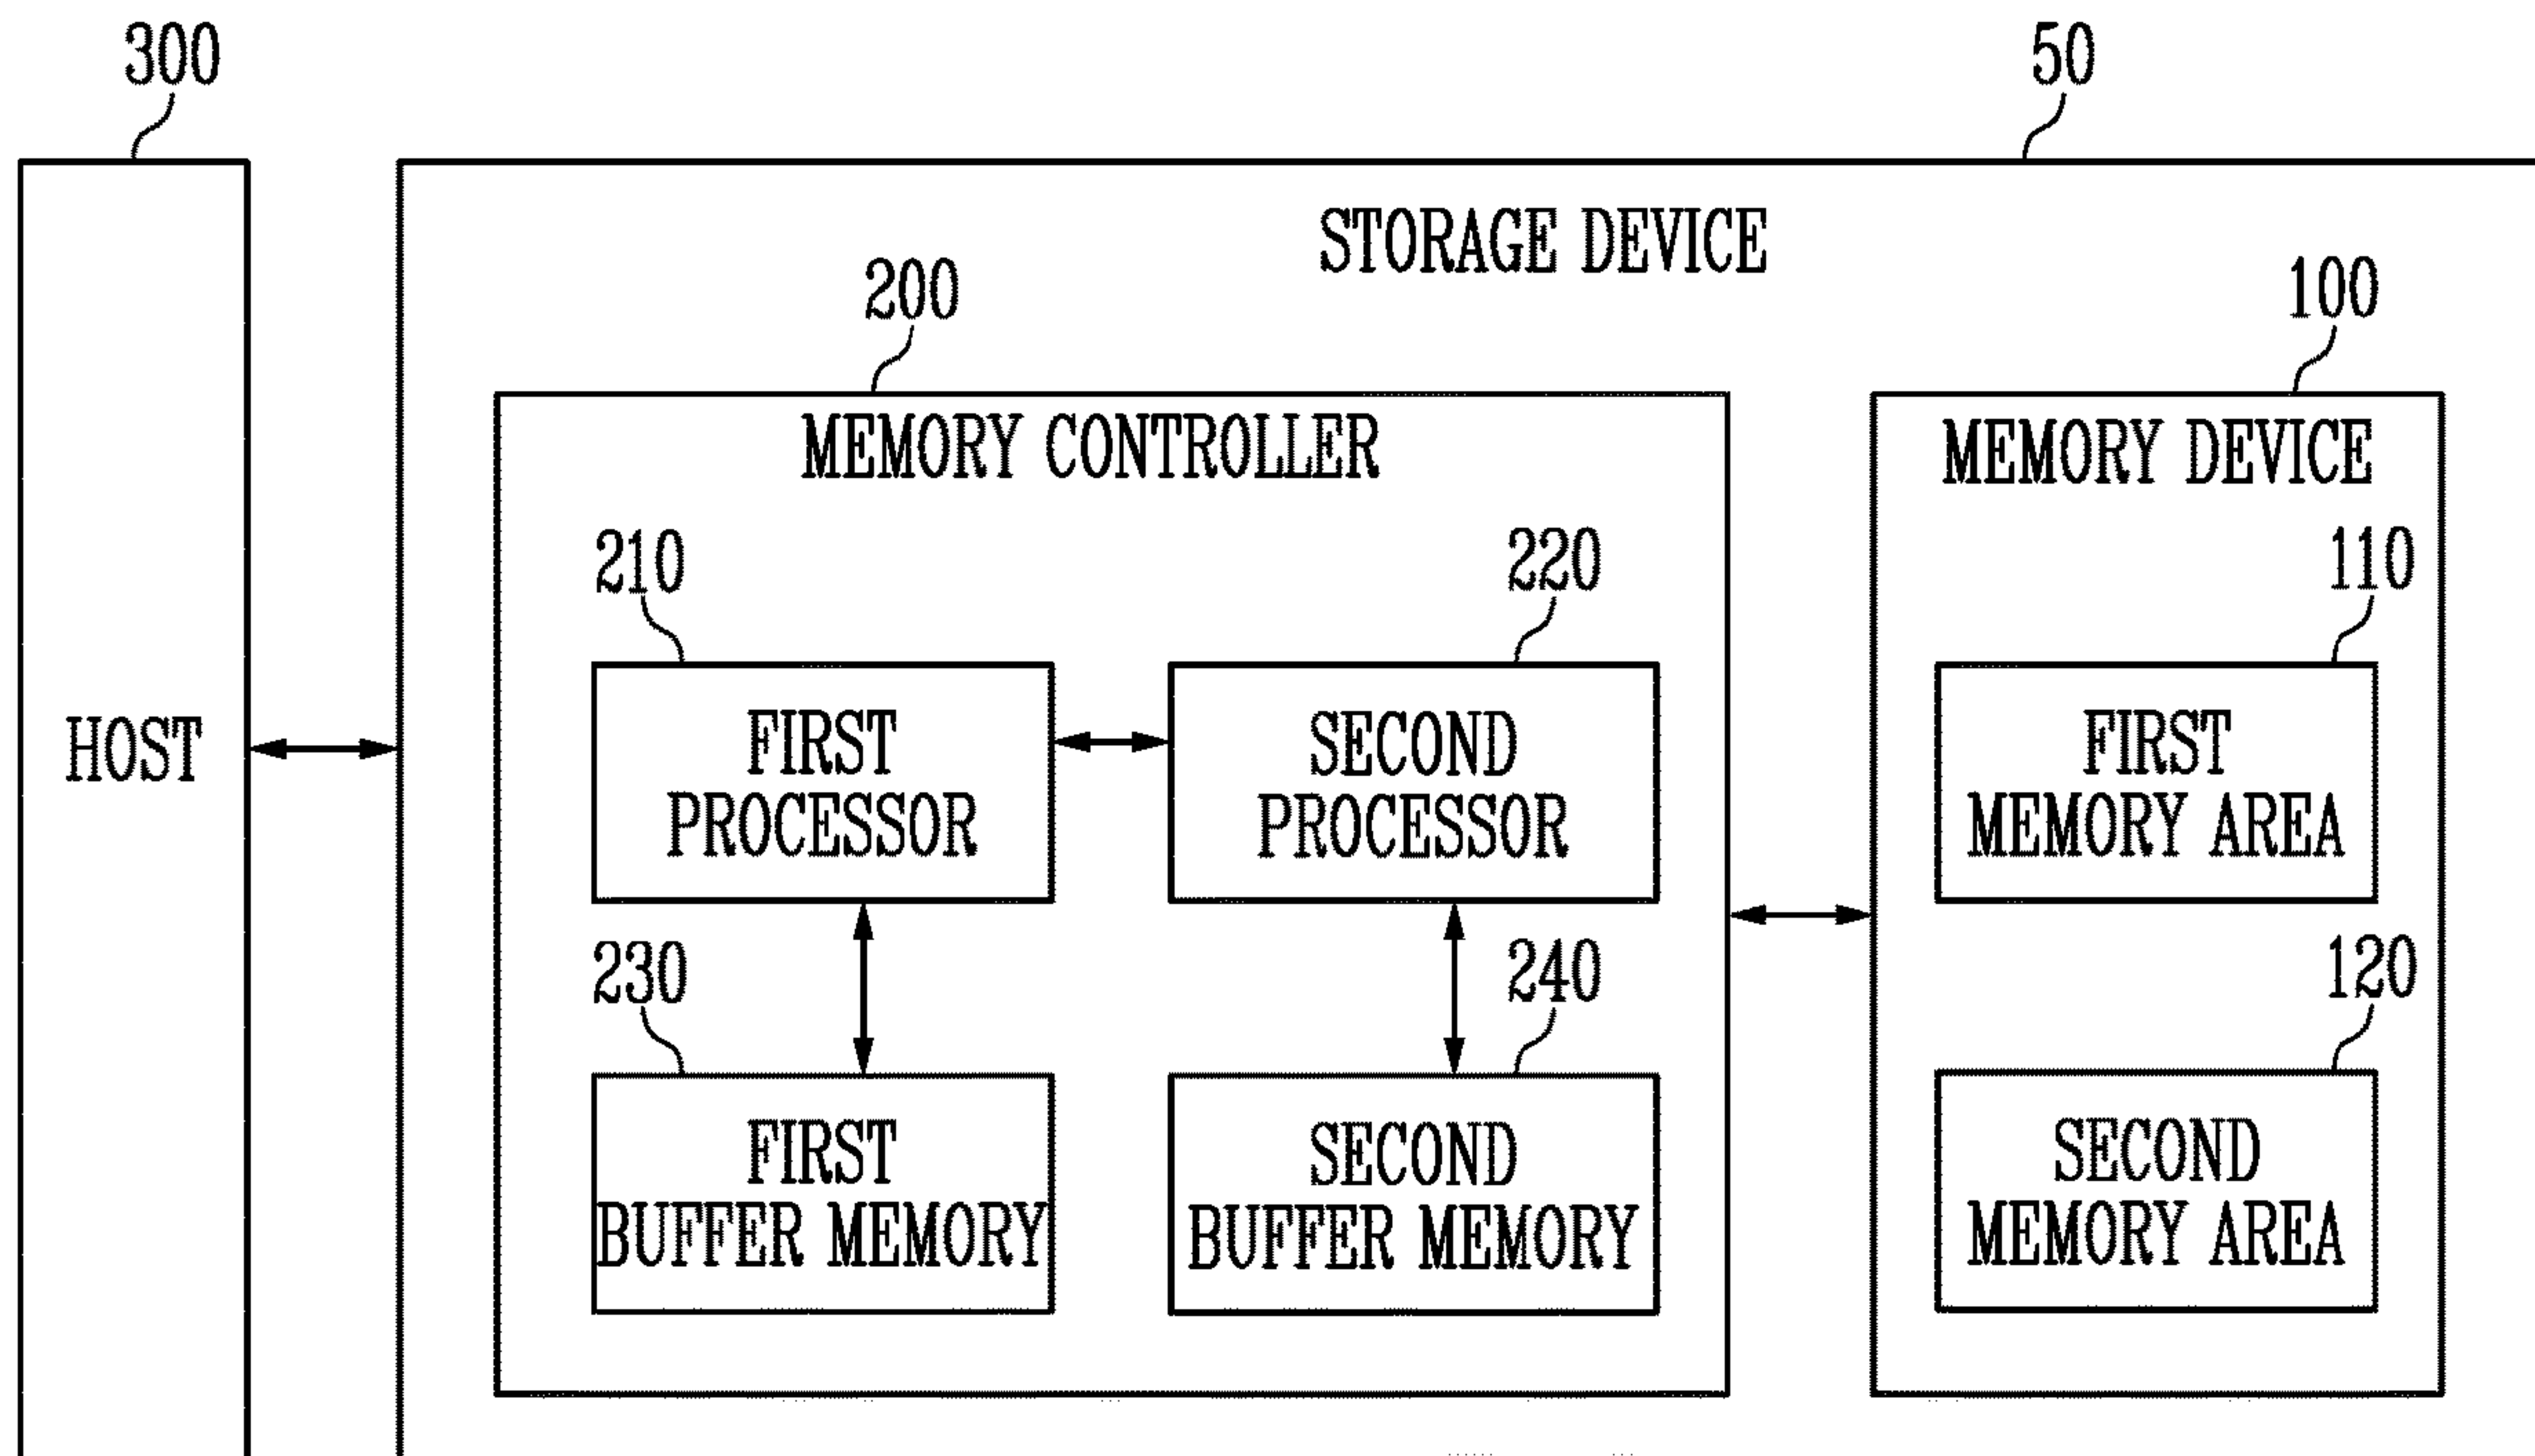 300
50
STORAGE DEVICE
200
100
MEMORY CONTROLLER
MEMORY DEVICE
210
220
110
HOST
FIRST
PROCESSOR
SECOND
PROCESSOR
FIRST
MEMORY AREA
230
240
120
FIRST
BUFFER MEMORY
SECOND
BUFFER MEMORY
SECOND
MEMORY AREA